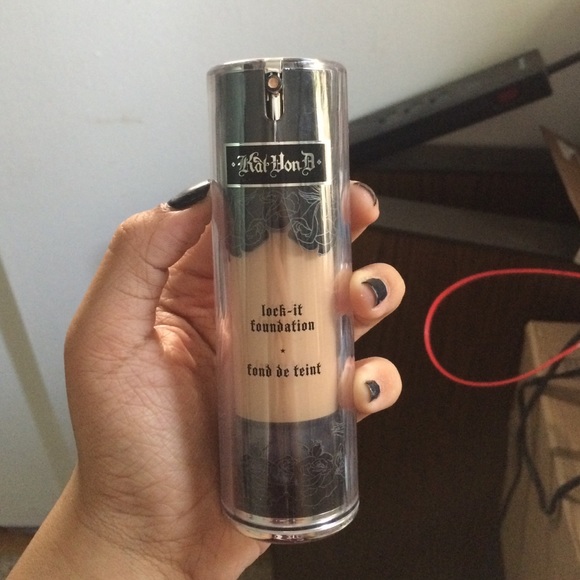 Kat Von D
lock-it
foundation
fond de teint